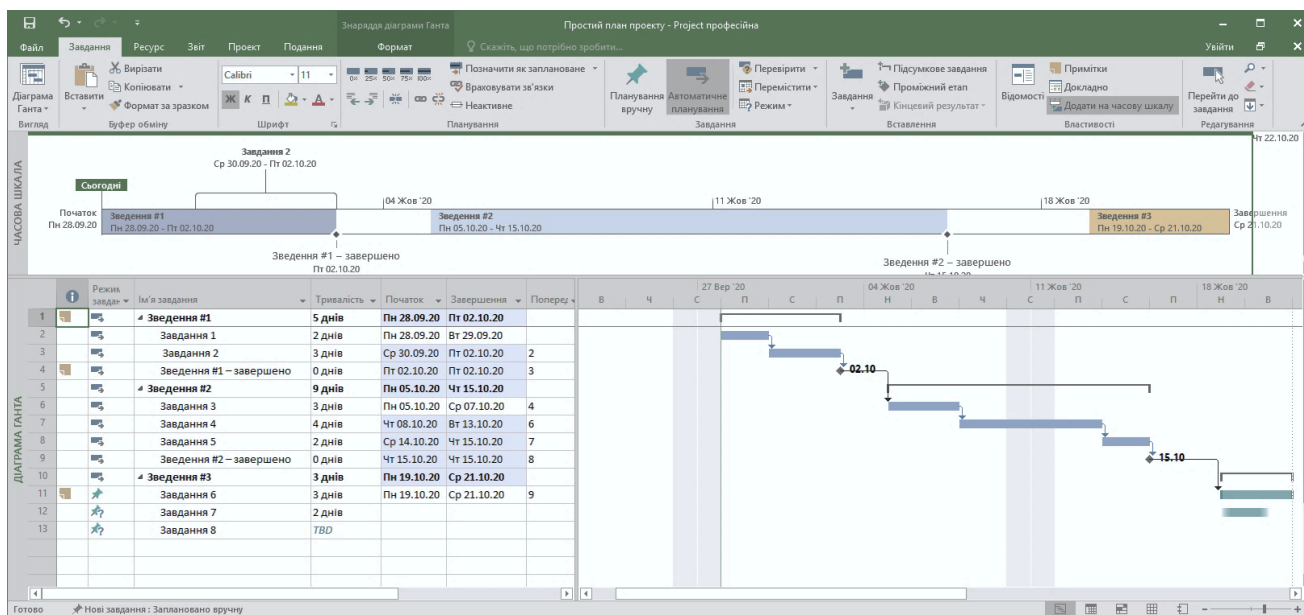 Знаряддя діаграми Ганта
Простий план проекту - Project професійна
Файл Завдання Ресурс Звіт Проект Подання Формат Скажіть, що потрібно зробити... Увійти
Діаграма Ганта
Вставити
Вирізати
Копіювати
Формат за зразком
Calibri 11
Ж К П
0× 25× 50× 75× 100×
Позначити як заплановане
Враховувати зв'язки
Неактивне
Планування вручну
Автоматичне планування
Перевірити
Перемістити
Режим
Завдання
Підсумкове завдання
Проміжний етап
Кінцевий результат
Відомості
Примітки
Докладно
Додати на часову шкалу
Перейти до завдання
Вигляд Буфер обміну Шрифт Планування Завдання Вставлення Властивості Редагування
ЧАСОВА ШКАЛА
Чт 22.10.20
Завдання 2
Ср 30.09.20 - Пт 02.10.20
Сьогодні
04 Жов '20 11 Жов '20 18 Жов '20
Початок
Пн 28.09.20
Зведення #1
Пн 28.09.20 - Пт 02.10.20
Зведення #2
Пн 05.10.20 - Чт 15.10.20
Зведення #3
Пн 19.10.20 - Ср 21.10.20
Завершення
Ср 21.10.20
Зведення #1 – завершено
Пт 02.10.20
Зведення #2 – завершено
Чт 15.10.20
ДІАГРАМА ГАНТА
Режик завдан Ім'я завдання Тривалість Початок Завершення Поперед
27 Вер '20 04 Жов '20 11 Жов '20 18 Жов '20
В Ч С П С П Н В Ч С П С П Н В
1 Зведення #1 5 днів Пн 28.09.20 Пт 02.10.20
2 Завдання 1 2 днів Пн 28.09.20 Вт 29.09.20
3 Завдання 2 3 днів Ср 30.09.20 Пт 02.10.20 2
4 Зведення #1 – завершено 0 днів Пт 02.10.20 Пт 02.10.20 3 02.10
5 Зведення #2 9 днів Пн 05.10.20 Чт 15.10.20
6 Завдання 3 3 днів Пн 05.10.20 Ср 07.10.20 4
7 Завдання 4 4 днів Чт 08.10.20 Вт 13.10.20 6
8 Завдання 5 2 днів Ср 14.10.20 Чт 15.10.20 7
9 Зведення #2 – завершено 0 днів Чт 15.10.20 Чт 15.10.20 8 15.10
10 Зведення #3 3 днів Пн 19.10.20 Ср 21.10.20
11 Завдання 6 3 днів Пн 19.10.20 Ср 21.10.20 9
12 Завдання 7 2 днів
13 Завдання 8 TBD
Готово Нові завдання : Заплановано вручну